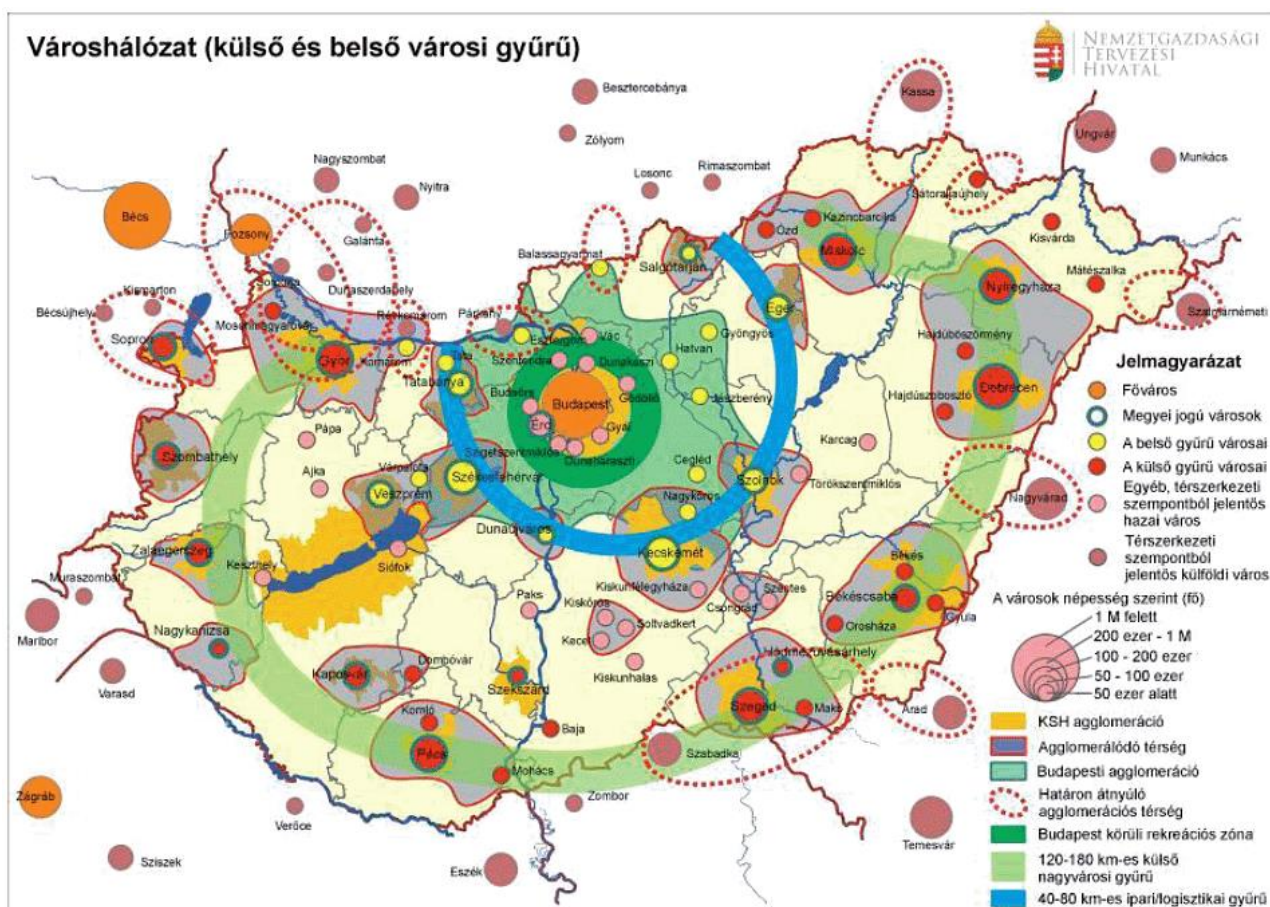 Városhálózat (külső és belső városi gyűrű)
NEMZETGAZDASÁGI
TERVEZÉSI
HIVATAL
Besztercebánya
Kassa
Zólyom
Ungvár
Munkács
Nagyszombat
Nyitra
Losonc
Rimaszombat
Sátoraljaújhely
Bécs
Pozsony
Galánta
Kazincbarcika
Ózd
Miskolc
Kisvárda
Balassagyarmat
Salgótarján
Mátészalka
Nyíregyháza
Kismarton
Somorja
Dunaszerdahely
Bécsújhely
Mosonmagyaróvár
Révkomárom
Párkány
Eger
Szatmárnémeti
Sopron
Esztergom
Vác
Gyöngyös
Hajdúböszörmény
Győr
Komárom
Tata
Szentendre
Dunakeszi
Hatvan
Tatabánya
Gödöllő
Debrecen
Budaörs
Budapest
Jászberény
Hajdúszoboszló
Érd
Gyál
Pápa
Szigetszentmiklós
Karcag
Szombathely
Dunaharaszti
Ajka
Várpalota
Székesfehérvár
Cegléd
Veszprém
Szolnok
Törökszentmiklós
Nagyvárad
Nagykőrös
Dunaújváros
Kecskemét
Zalaegerszeg
Keszthely
Siófok
Békés
Muraszombat
Kiskunfélegyháza
Szentes
Békéscsaba
Paks
Kiskőrös
Csongrád
Maribor
Soltvadkert
Gyula
Nagykanizsa
Kecel
Orosháza
Dombóvár
Hódmezővásárhely
Kaposvár
Varasd
Szekszárd
Kiskunhalas
Szeged
Makó
Arad
Komló
Baja
Pécs
Szabadka
Mohács
Zágráb
Verőce
Zombor
Temesvár
Sziszek
Eszék
Jelmagyarázat
Főváros
Megyei jogú városok
A belső gyűrű városai
A külső gyűrű városai
Egyéb, térszerkezeti
szempontból jelentős
hazai város
Térszerkezeti
szempontból
jelentős külföldi város
A városok népesség szerint (fő)
1 M felett
200 ezer - 1 M
100 - 200 ezer
50 - 100 ezer
50 ezer alatt
KSH agglomeráció
Agglomerálódó térség
Budapesti agglomeráció
Határon átnyúló
agglomerációs térség
Budapest körüli rekreációs zóna
120-180 km-es külső
nagyvárosi gyűrű
40-80 km-es ipari/logisztikai gyűrű